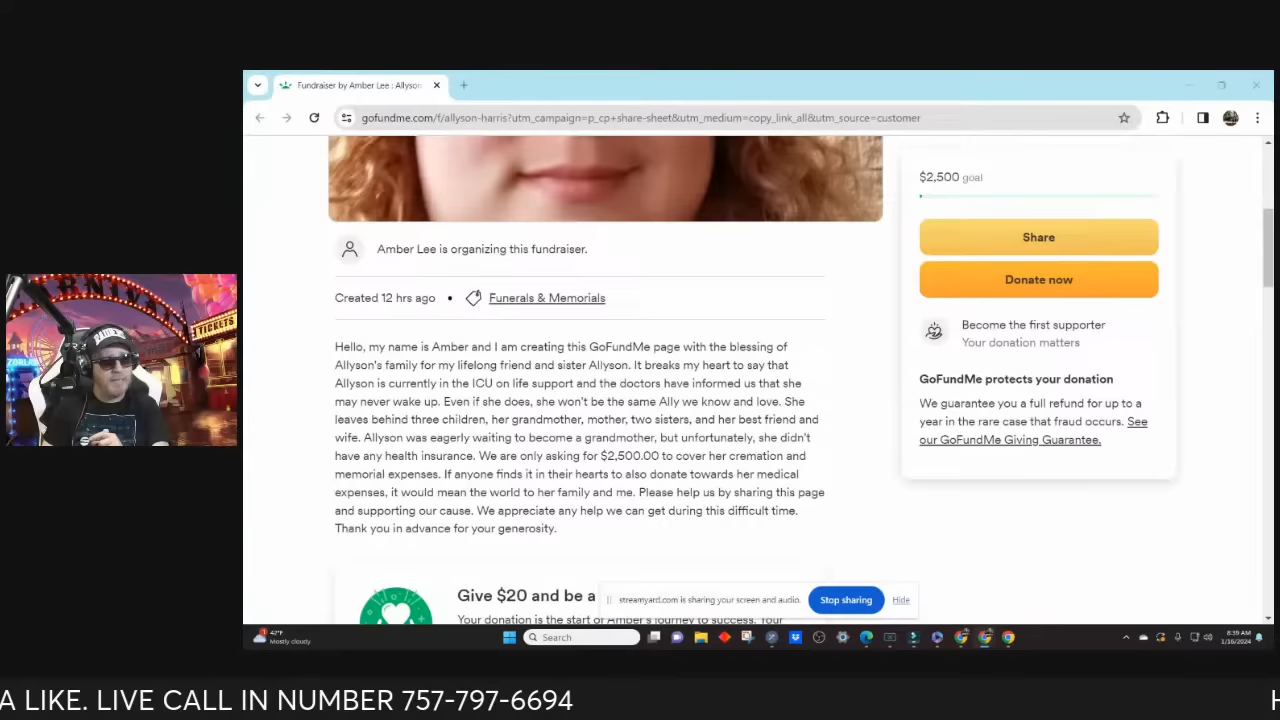 Fundraiser by Amber Lee : Allyson
gofundme.com/f/allyson-harris?utm_campaign=p_cp+share-sheet&utm_medium=copy_link_all&utm_source=customer
$2,500 goal
Share
Donate now
Become the first supporter
Your donation matters
GoFundMe protects your donation
We guarantee you a full refund for up to a
year in the rare case that fraud occurs. See
our GoFundMe Giving Guarantee.
Amber Lee is organizing this fundraiser.
Created 12 hrs ago • Funerals & Memorials
Hello, my name is Amber and I am creating this GoFundMe page with the blessing of
Allyson's family for my lifelong friend and sister Allyson. It breaks my heart to say that
Allyson is currently in the ICU on life support and the doctors have informed us that she
may never wake up. Even if she does, she won't be the same Ally we know and love. She
leaves behind three children, her grandmother, mother, two sisters, and her best friend and
wife. Allyson was eagerly waiting to become a grandmother, but unfortunately, she didn't
have any health insurance. We are only asking for $2,500.00 to cover her cremation and
memorial expenses. If anyone finds it in their hearts to also donate towards her medical
expenses, it would mean the world to her family and me. Please help us by sharing this page
and supporting our cause. We appreciate any help we can get during this difficult time.
Thank you in advance for your generosity.
Give $20 and be a
Your donation is the start of Amber's journey to success. Your
streamyard.com is sharing your screen and audio.
Stop sharing
Hide
42°F
Mostly cloudy
Search
8:39 AM
1/16/2024
TICKETS
A LIKE. LIVE CALL IN NUMBER 757-797-6694
H